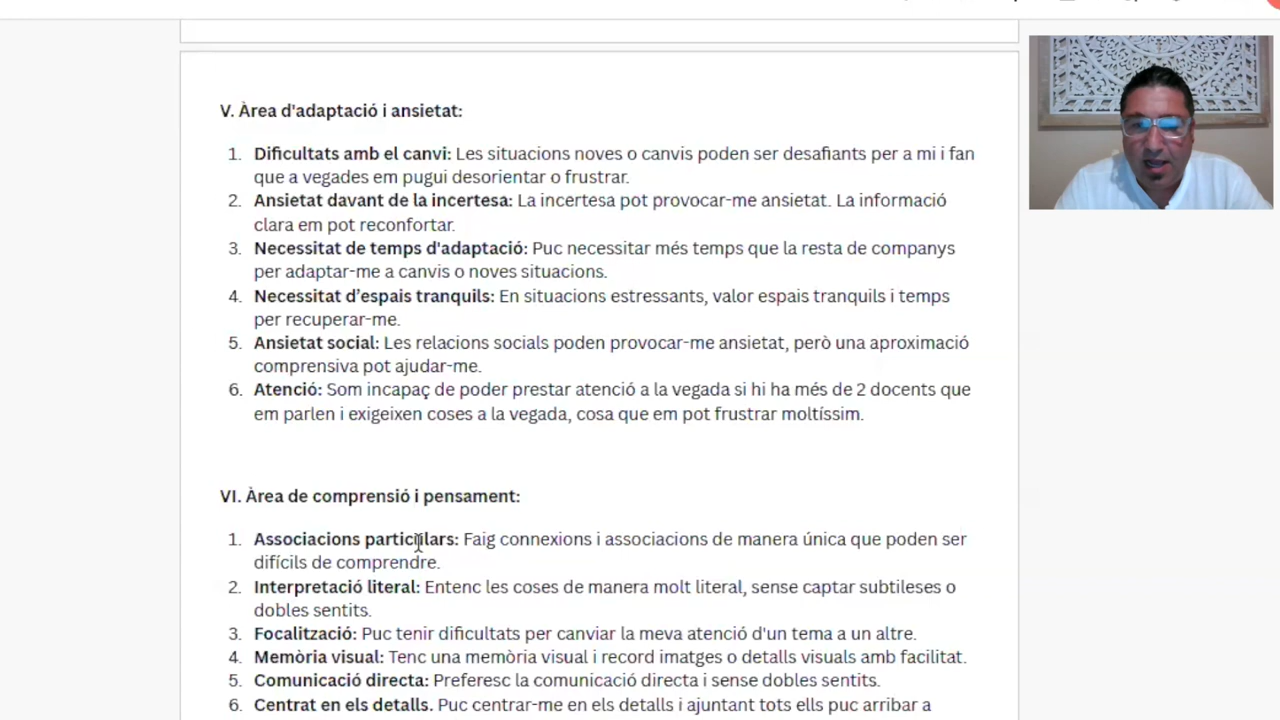 V. Àrea d'adaptació i ansietat:
1. Dificultats amb el canvi: Les situacions noves o canvis poden ser desafiants per a mi i fan
que a vegades em pugui desorientar o frustrar.
2. Ansietat davant de la incertesa: La incertesa pot provocar-me ansietat. La informació
clara em pot reconfortar.
3. Necessitat de temps d'adaptació: Puc necessitar més temps que la resta de companys
per adaptar-me a canvis o noves situacions.
4. Necessitat d’espais tranquils: En situacions estressants, valor espais tranquils i temps
per recuperar-me.
5. Ansietat social: Les relacions socials poden provocar-me ansietat, però una aproximació
comprensiva pot ajudar-me.
6. Atenció: Som incapaç de poder prestar atenció a la vegada si hi ha més de 2 docents que
em parlen i exigeixen coses a la vegada, cosa que em pot frustrar moltíssim.
VI. Àrea de comprensió i pensament:
1. Associacions particulars: Faig connexions i associacions de manera única que poden ser
difícils de comprendre.
2. Interpretació literal: Entenc les coses de manera molt literal, sense captar subtileses o
dobles sentits.
3. Focalització: Puc tenir dificultats per canviar la meva atenció d'un tema a un altre.
4. Memòria visual: Tenc una memòria visual i record imatges o detalls visuals amb facilitat.
5. Comunicació directa: Preferesc la comunicació directa i sense dobles sentits.
6. Centrat en els detalls. Puc centrar-me en els detalls i ajuntant tots ells puc arribar a